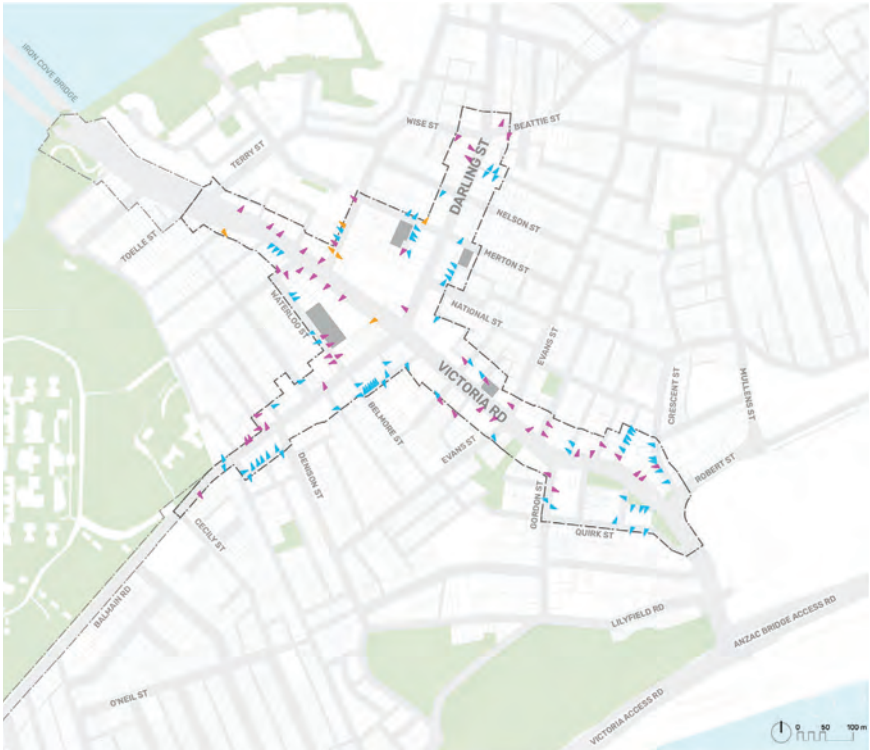 IRON COVE BRIDGE
WISE ST
BEATTIE ST
TERRY ST
DARLING ST
NELSON ST
TOELLE ST
MERTON ST
WATERLOO ST
NATIONAL ST
EVANS ST
VICTORIA RD
CRESCENT ST
MULLENS ST
BELMORE ST
EVANS ST
DENISON ST
ROBERT ST
GORDON ST
CECILY ST
QUIRK ST
BALMAIN RD
LILYFIELD RD
ANZAC BRIDGE ACCESS RD
O'NEIL ST
VICTORIA ACCESS RD
0 50 100 m